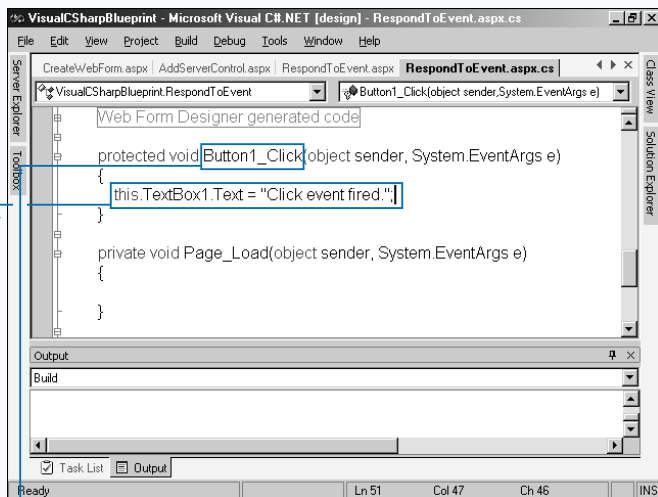 VisualCSharpBlueprint - Microsoft Visual C#.NET [design] - RespondToEvent.aspx.cs
File Edit View Project Build Debug Tools Window Help
Server Explorer
Toolbox
CreateWebForm.aspx AddServerControl.aspx RespondToEvent.aspx RespondToEvent.aspx.cs
Class View
Solution Explorer
VisualCSharpBlueprint.RespondToEvent Button1_Click(object sender,System.EventArgs e)
Web Form Designer generated code
protected void Button1_Click(object sender, System.EventArgs e)
{
this.TextBox1.Text = "Click event fired.";
}
private void Page_Load(object sender, System.EventArgs e)
{
}
Output
Build
Task List Output
Ready Ln 51 Col 47 Ch 46 INS